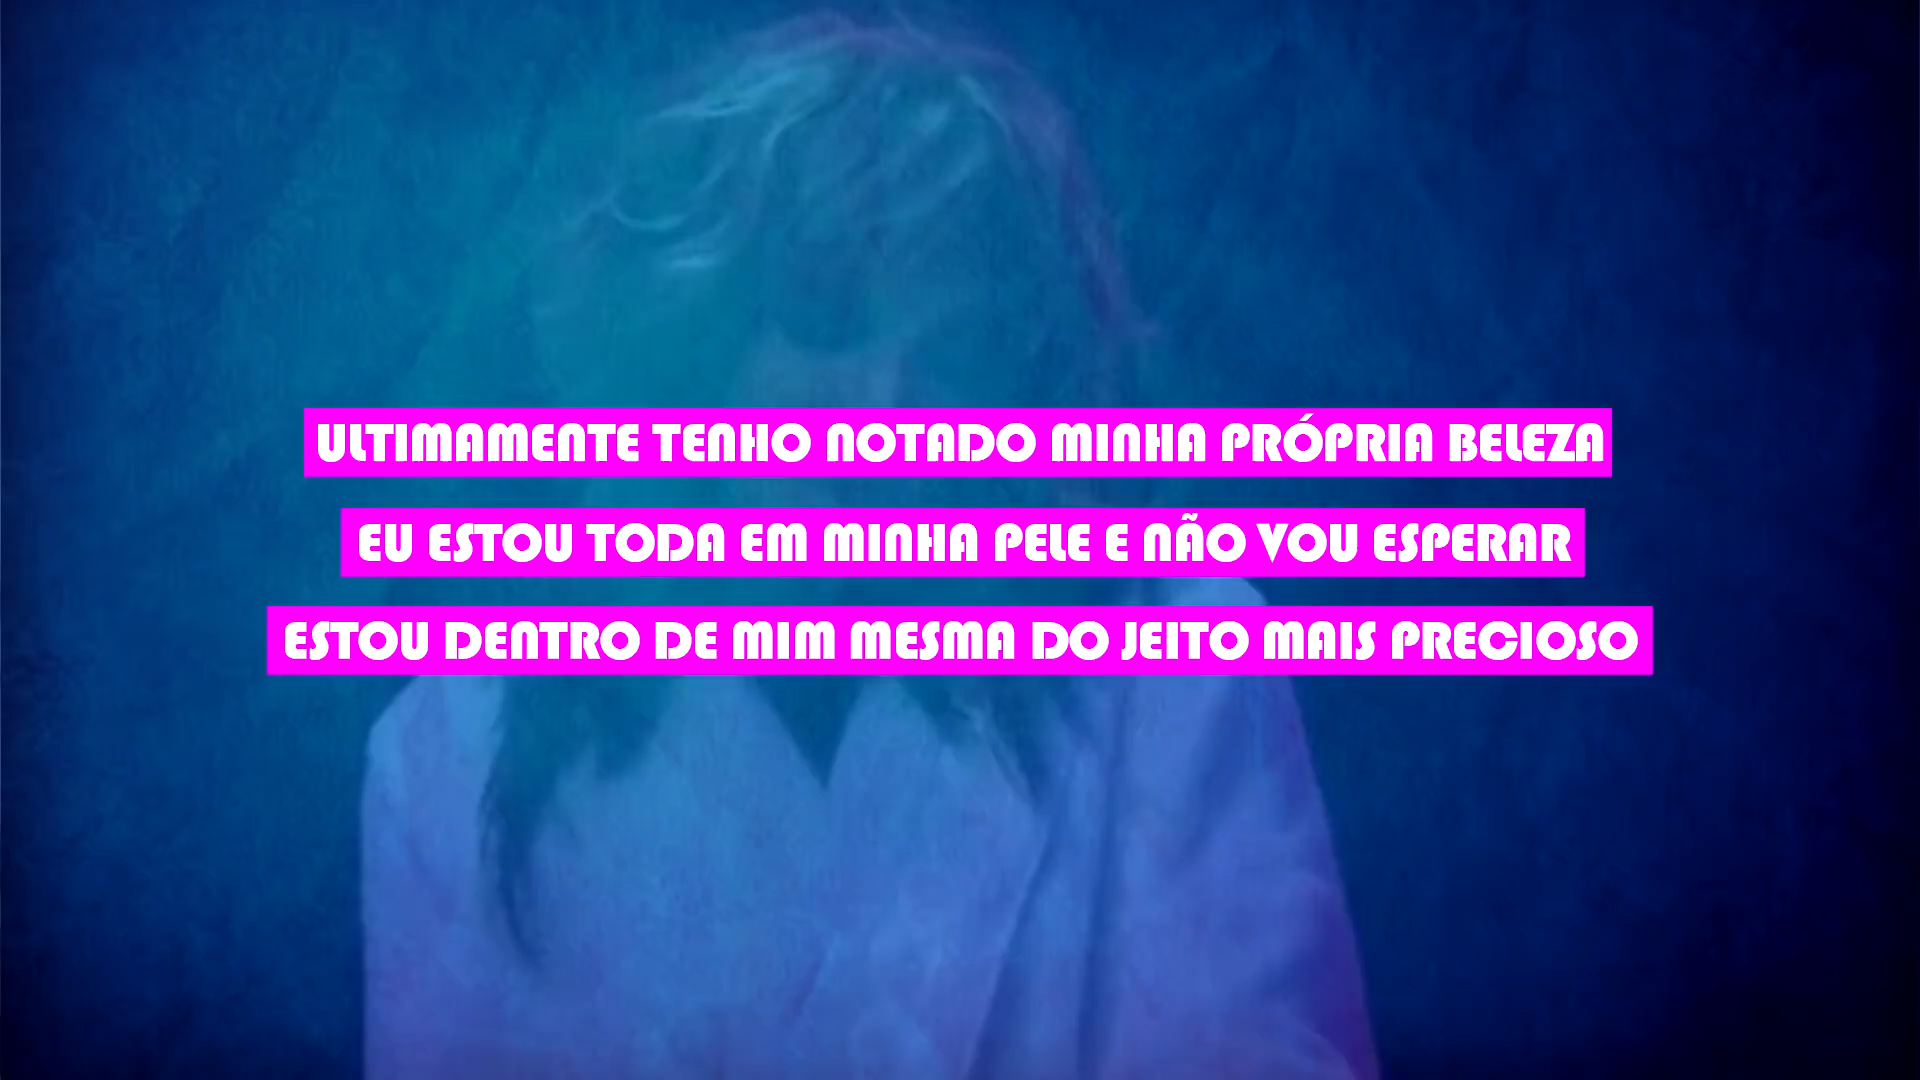 ULTIMAMENTE TENHO NOTADO MINHA PRÓPRIA BELEZA
EU ESTOU TODA EM MINHA PELE E NÃO VOU ESPERAR
ESTOU DENTRO DE MIM MESMA DO JEITO MAIS PRECIOSO